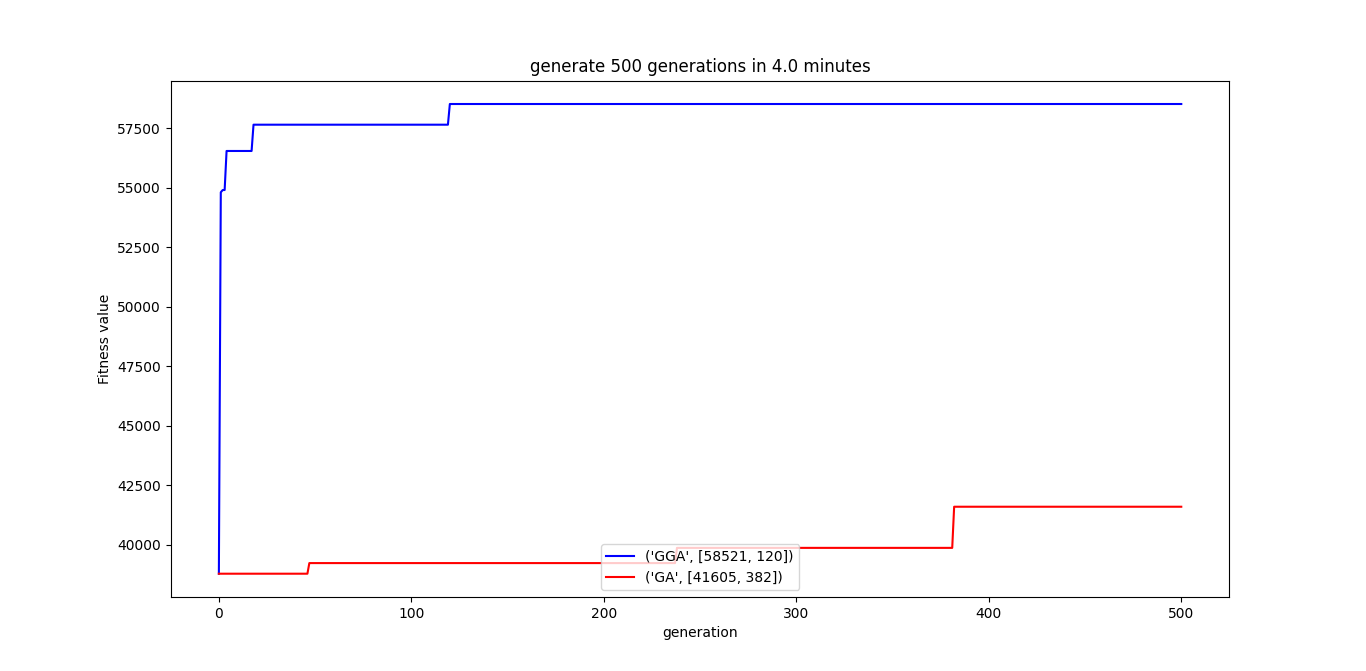 generate 500 generations in 4.0 minutes
57500
55000
52500
50000
47500
45000
42500
40000
Fitness value
('GGA', [58521, 120])
('GA', [41605, 382])
0 100 200 300 400 500
generation